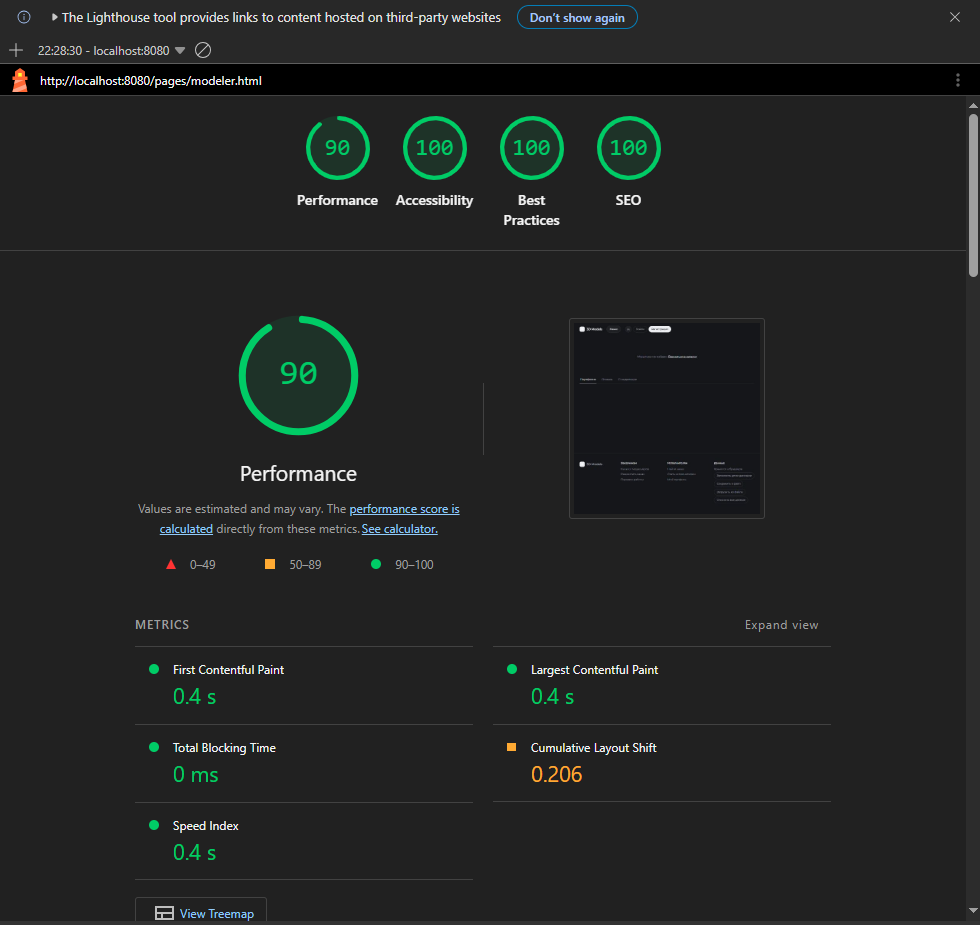 The Lighthouse tool provides links to content hosted on third-party websites
Don't show again
22:28:30 - localhost:8080
http://localhost:8080/pages/modeler.html
90
100
100
100
Performance
Accessibility
Best
Practices
SEO
90
Performance
Values are estimated and may vary. The performance score is
calculated directly from these metrics. See calculator.
0–49
50–89
90–100
METRICS
Expand view
First Contentful Paint
0.4 s
Largest Contentful Paint
0.4 s
Total Blocking Time
0 ms
Cumulative Layout Shift
0.206
Speed Index
0.4 s
View Treemap